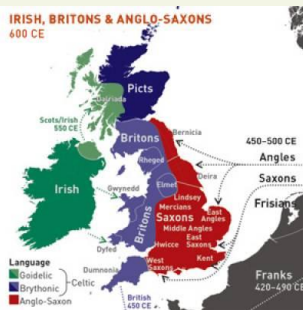 IRISH, BRITONS & ANGLO-SAXONS
600 CE
Picts
Dalriada
Scots/Irish
550 CE
Britons
Bernicia
450-500 CE
Rheged
Angles
Irish
Gwynedd
Elmet
Deira
Saxons
Lindsey
Mercians
Frisians
Britons
Saxons
East
Angles
Middle Angles
Dyfed
Hwicce
East
Saxons
Language
Goidelic
Brythonic
Celtic
Anglo-Saxon
Dumnonia
West
Saxons
Kent
Franks
420-490 CE
British
450 CE